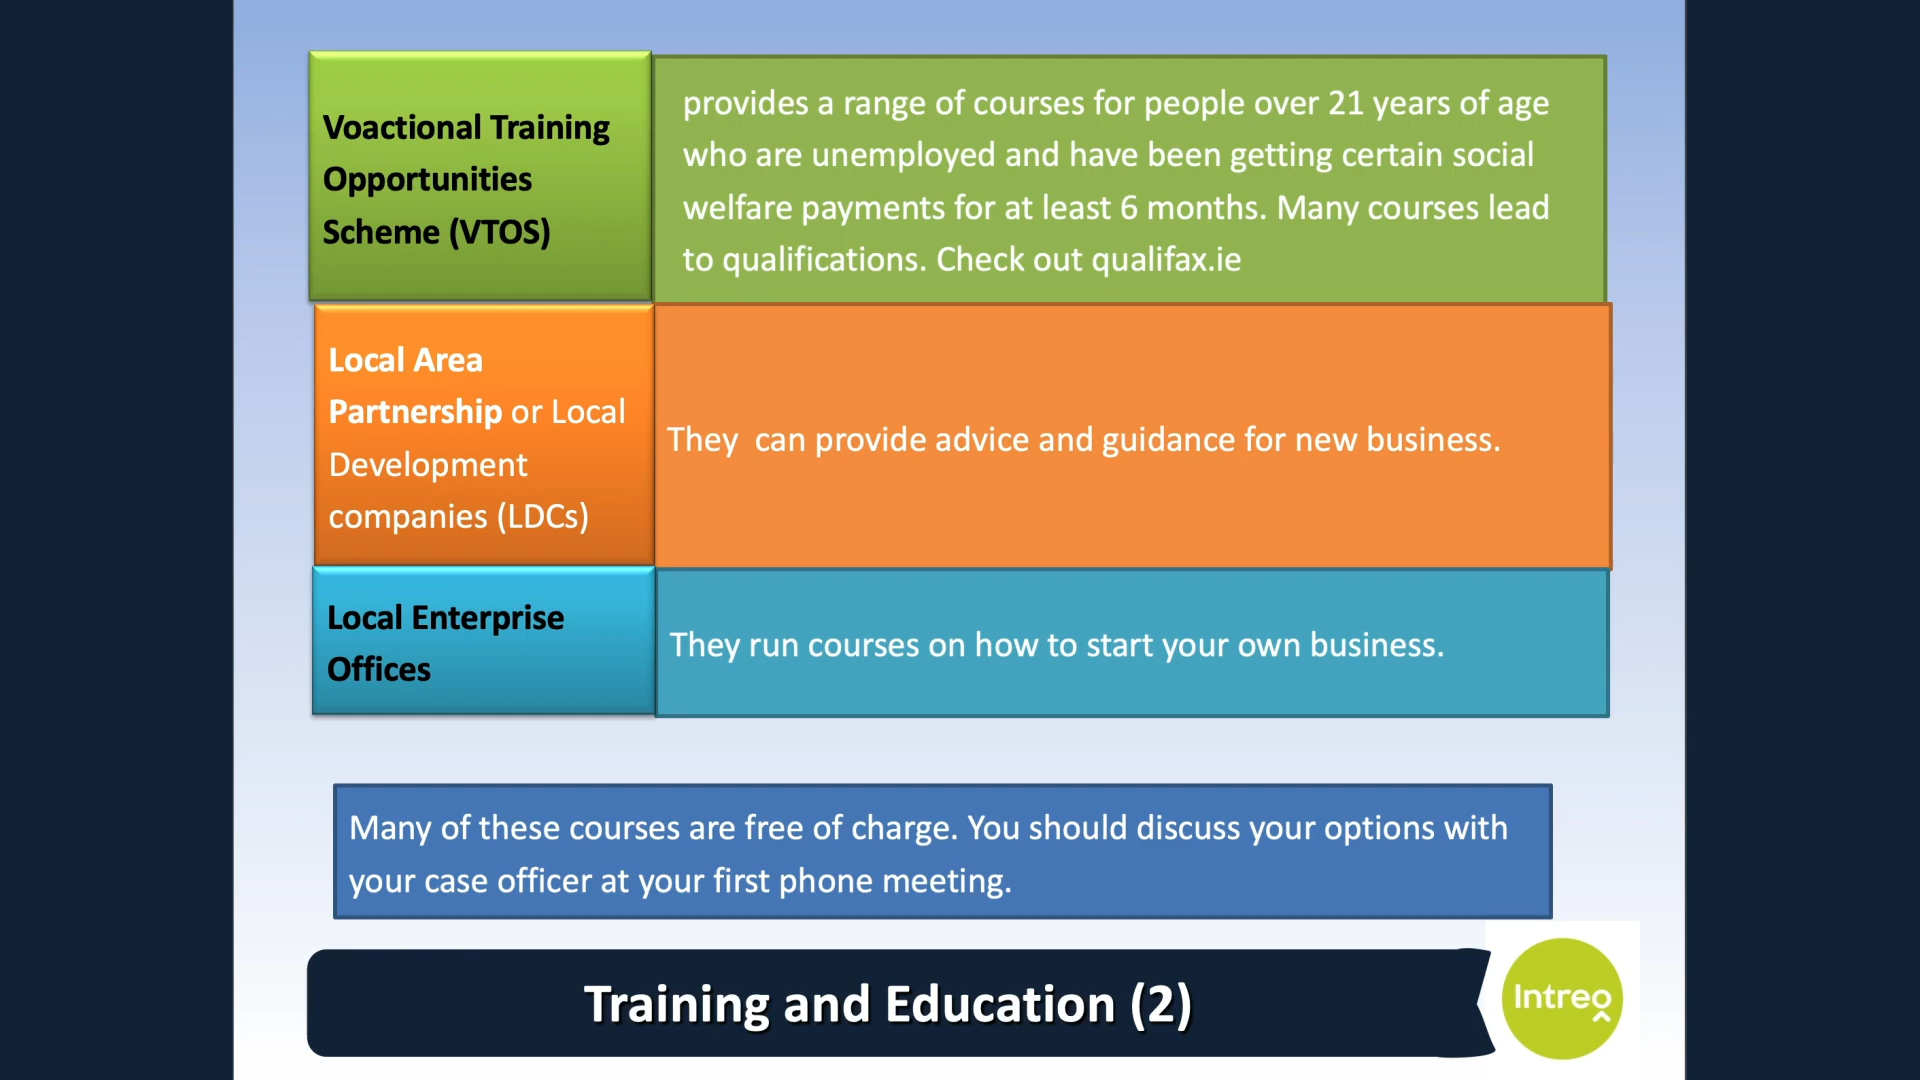 Voactional Training
Opportunities
Scheme (VTOS)
provides a range of courses for people over 21 years of age
who are unemployed and have been getting certain social
welfare payments for at least 6 months. Many courses lead
to qualifications. Check out qualifax.ie
Local Area
Partnership or Local
Development
companies (LDCs)
They can provide advice and guidance for new business.
Local Enterprise
Offices
They run courses on how to start your own business.
Many of these courses are free of charge. You should discuss your options with
your case officer at your first phone meeting.
Training and Education (2)
Intreo